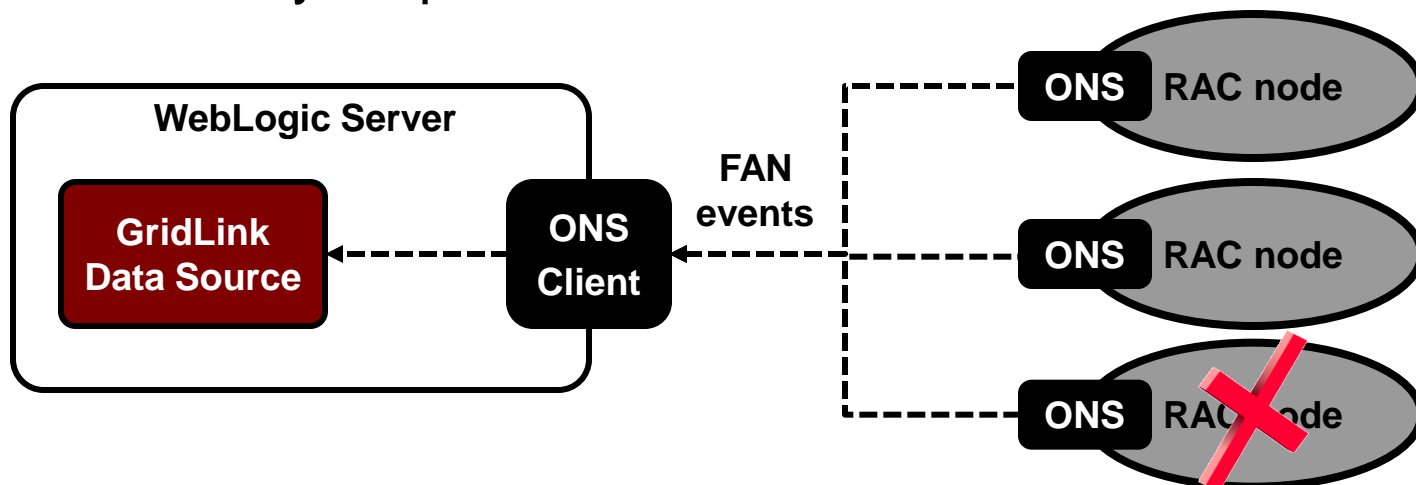 WebLogic Server
GridLink
Data Source
ONS
Client
FAN
events
ONS RAC node
ONS RAC node
ONS